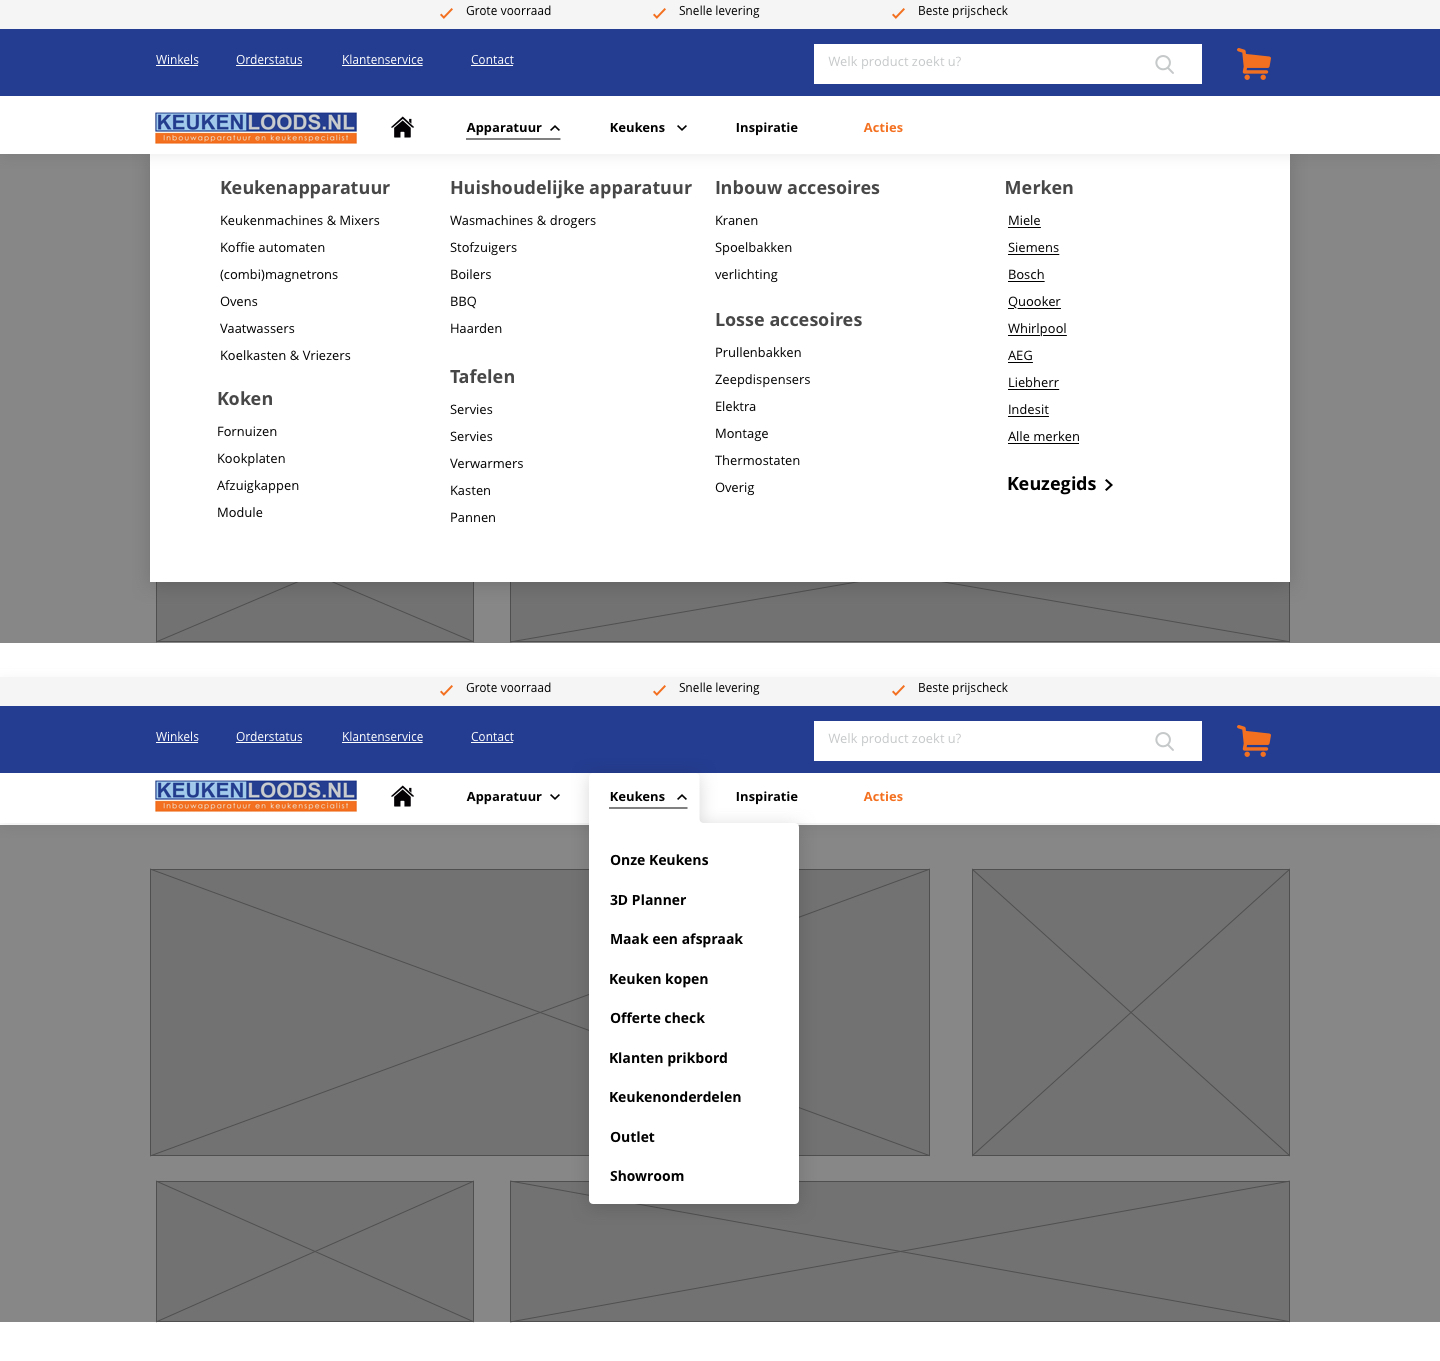 Grote voorraad
Snelle levering
Beste prijscheck
Winkels
Orderstatus
Klantenservice
Contact
Welk product zoekt u?
KEUKENLOODS.NL
Inbouwapparatuur en keukenspecialist
Apparatuur
Keukens
Inspiratie
Acties
Keukenapparatuur
Keukenmachines & Mixers
Koffie automaten
(combi)magnetrons
Ovens
Vaatwassers
Koelkasten & Vriezers
Koken
Fornuizen
Kookplaten
Afzuigkappen
Module
Huishoudelijke apparatuur
Wasmachines & drogers
Stofzuigers
Boilers
BBQ
Haarden
Tafelen
Servies
Servies
Verwarmers
Kasten
Pannen
Inbouw accesoires
Kranen
Spoelbakken
verlichting
Losse accesoires
Prullenbakken
Zeepdispensers
Elektra
Montage
Thermostaten
Overig
Merken
Miele
Siemens
Bosch
Quooker
Whirlpool
AEG
Liebherr
Indesit
Alle merken
Keuzegids
Grote voorraad
Snelle levering
Beste prijscheck
Winkels
Orderstatus
Klantenservice
Contact
Welk product zoekt u?
KEUKENLOODS.NL
Inbouwapparatuur en keukenspecialist
Apparatuur
Keukens
Inspiratie
Acties
Onze Keukens
3D Planner
Maak een afspraak
Keuken kopen
Offerte check
Klanten prikbord
Keukenonderdelen
Outlet
Showroom